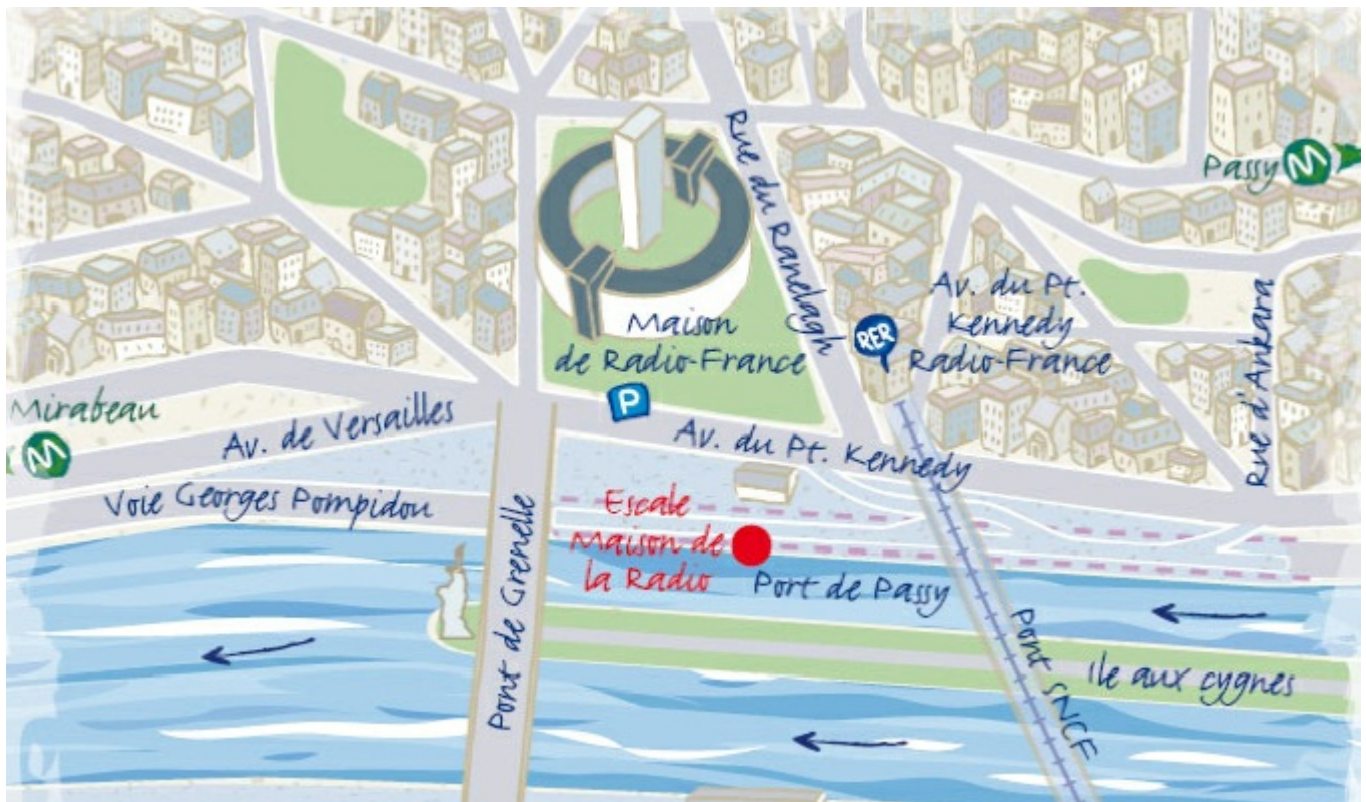 Passy M
Rue du Ranelagh
Maison
de Radio-France
P
RER
Av. du Pt.
Kennedy
Radio-France
Rue d'Ankara
Mirabeau
M
Av. de Versailles
Av. du Pt. Kennedy
Voie Georges Pompidou
Escale
Maison de
la Radio
Port de Passy
Pont de Grenelle
Pont SNCF
Ile aux cygnes